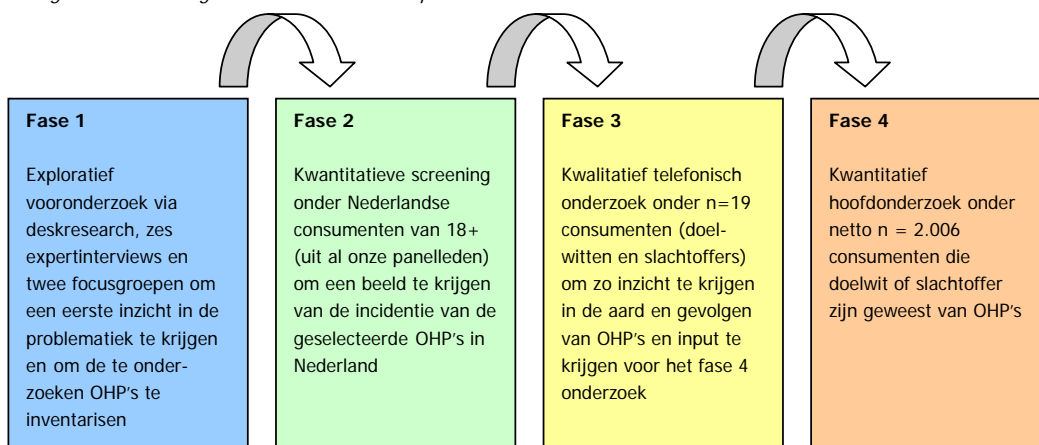 Fase 1
Exploratief
vooronderzoek via
deskresearch, zes
expertinterviews en
twee focusgroepen om
een eerste inzicht in de
problematiek te krijgen
en om de te onder-
zoeken OHP's te
inventarisen
Fase 2
Kwantitatieve screening
onder Nederlandse
consumenten van 18+
(uit al onze panelleden)
om een beeld te krijgen
van de incidentie van de
geselecteerde OHP's in
Nederland
Fase 3
Kwalitatief telefonisch
onderzoek onder n=19
consumenten (doel-
witten en slachtoffers)
om zo inzicht te krijgen
in de aard en gevolgen
van OHP's en input te
krijgen voor het fase 4
onderzoek
Fase 4
Kwantitatief
hoofdonderzoek onder
netto n = 2.006
consumenten die
doelwit of slachtoffer
zijn geweest van OHP's